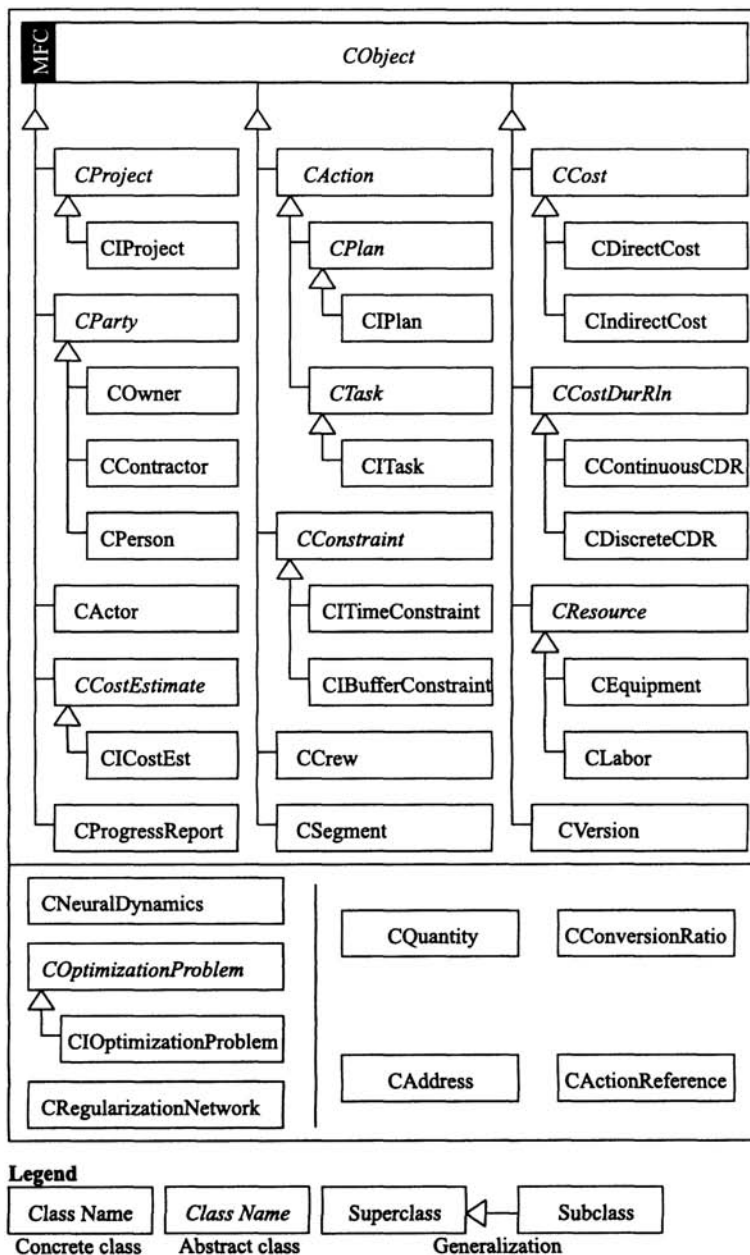 MFC
CObject
CProject
CIProject
CParty
COwner
CContractor
CPerson
CActor
CCostEstimate
CICostEst
CProgressReport
CAction
CPlan
CIPlan
CTask
CITask
CConstraint
CITimeConstraint
CIBufferConstraint
CCrew
CSegment
CCost
CDirectCost
CIndirectCost
CCostDurRln
CContinuousCDR
CDiscreteCDR
CResource
CEquipment
CLabor
CVersion
CNeuralDynamics
COptimizationProblem
CIOptimizationProblem
CRegularizationNetwork
CQuantity
CConversionRatio
CAddress
CActionReference
Legend
Class Name
Class Name
Superclass
Subclass
Concrete class
Abstract class
Generalization